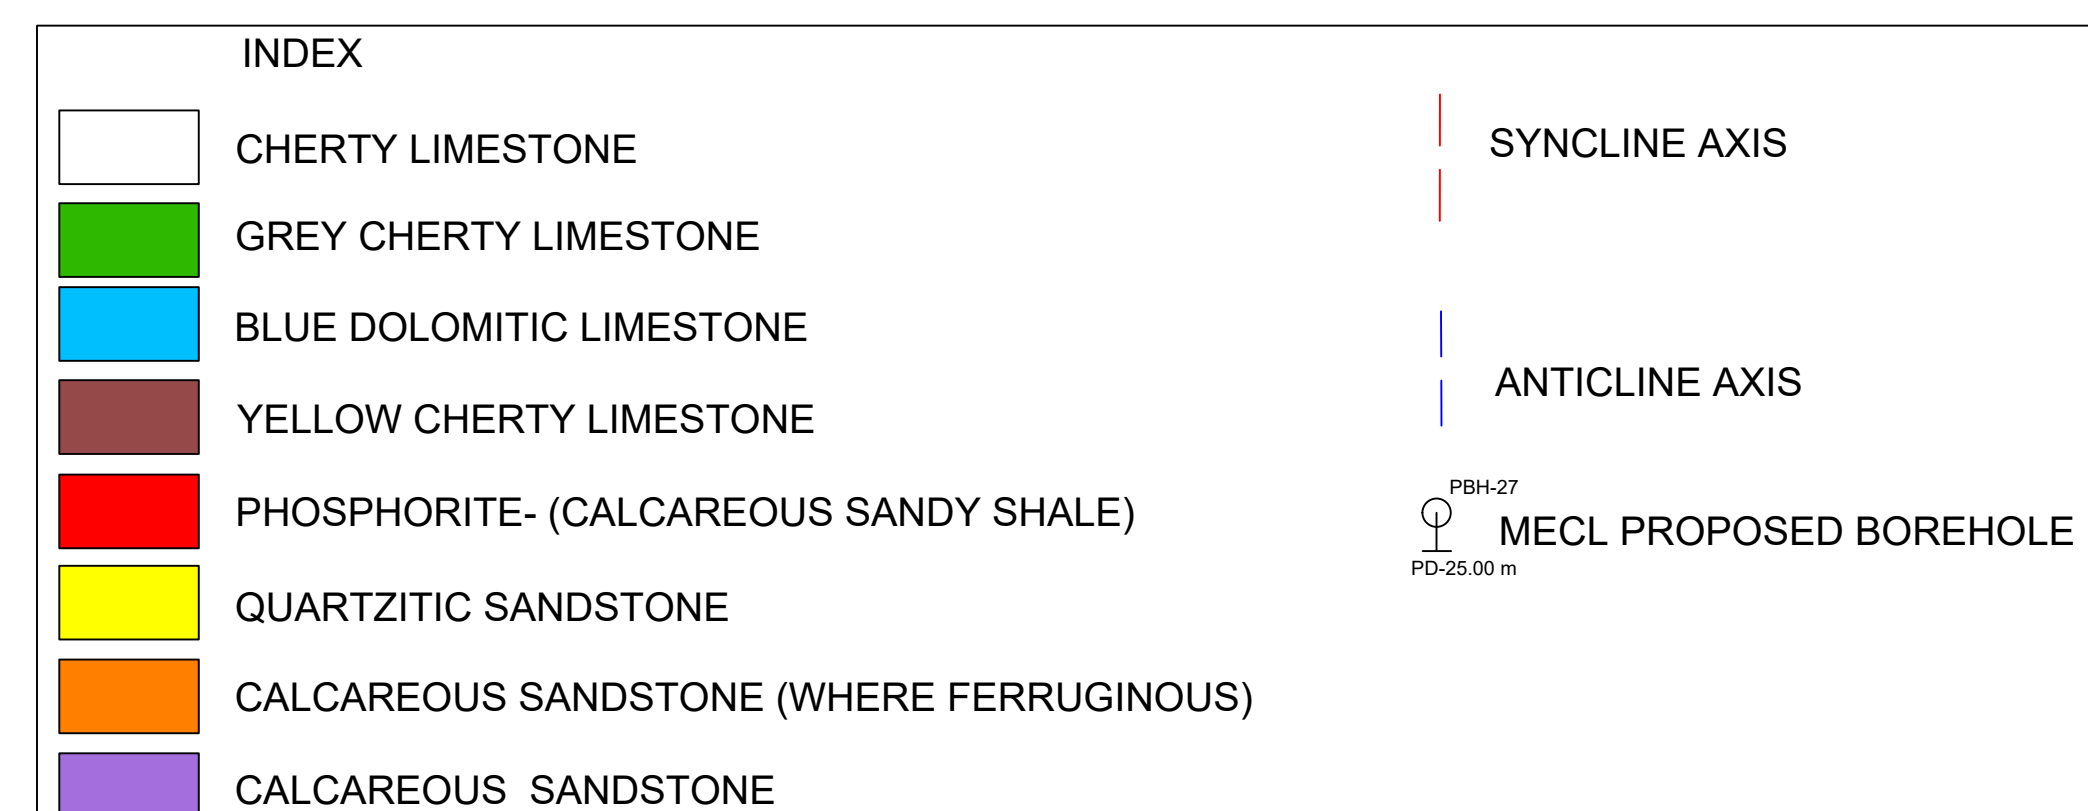 INDEX
CHERTY LIMESTONE
GREY CHERTY LIMESTONE
BLUE DOLOMITIC LIMESTONE
YELLOW CHERTY LIMESTONE
PHOSPHORITE- (CALCAREOUS SANDY SHALE)
QUARTZITIC SANDSTONE
CALCAREOUS SANDSTONE (WHERE FERRUGINOUS)
CALCAREOUS SANDSTONE
SYNCLINE AXIS
ANTICLINE AXIS
PBH-27
MECL PROPOSED BOREHOLE
PD-25.00 m